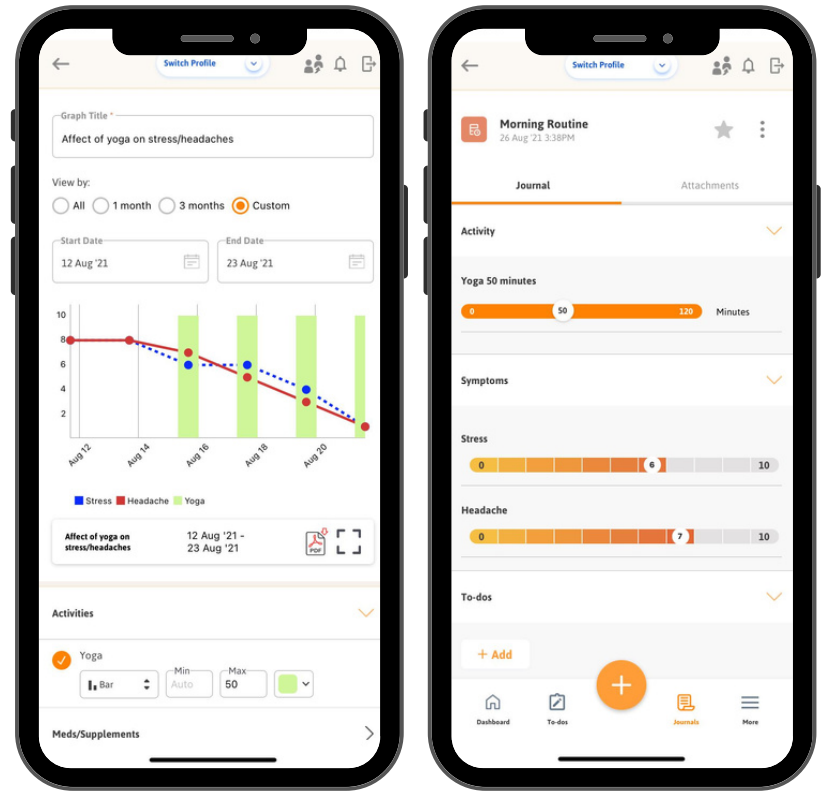 Switch Profile
Graph Title *
Affect of yoga on stress/headaches
View by:
All 1 month 3 months Custom
Start Date End Date
12 Aug '21 23 Aug '21
10
8
6
4
2
Aug 12 Aug 14 Aug 16 Aug 18 Aug 20
Stress Headache Yoga
Affect of yoga on
stress/headaches
12 Aug '21 -
23 Aug '21
PDF
Activities
Yoga
Bar
Min
Auto
Max
50
Meds/Supplements
Switch Profile
Morning Routine
26 Aug '21 3:38PM
Journal Attachments
Activity
Yoga 50 minutes
0 50 120 Minutes
Symptoms
Stress
0 6 10
Headache
0 7 10
To-dos
+ Add
Dashboard To-dos Journals More